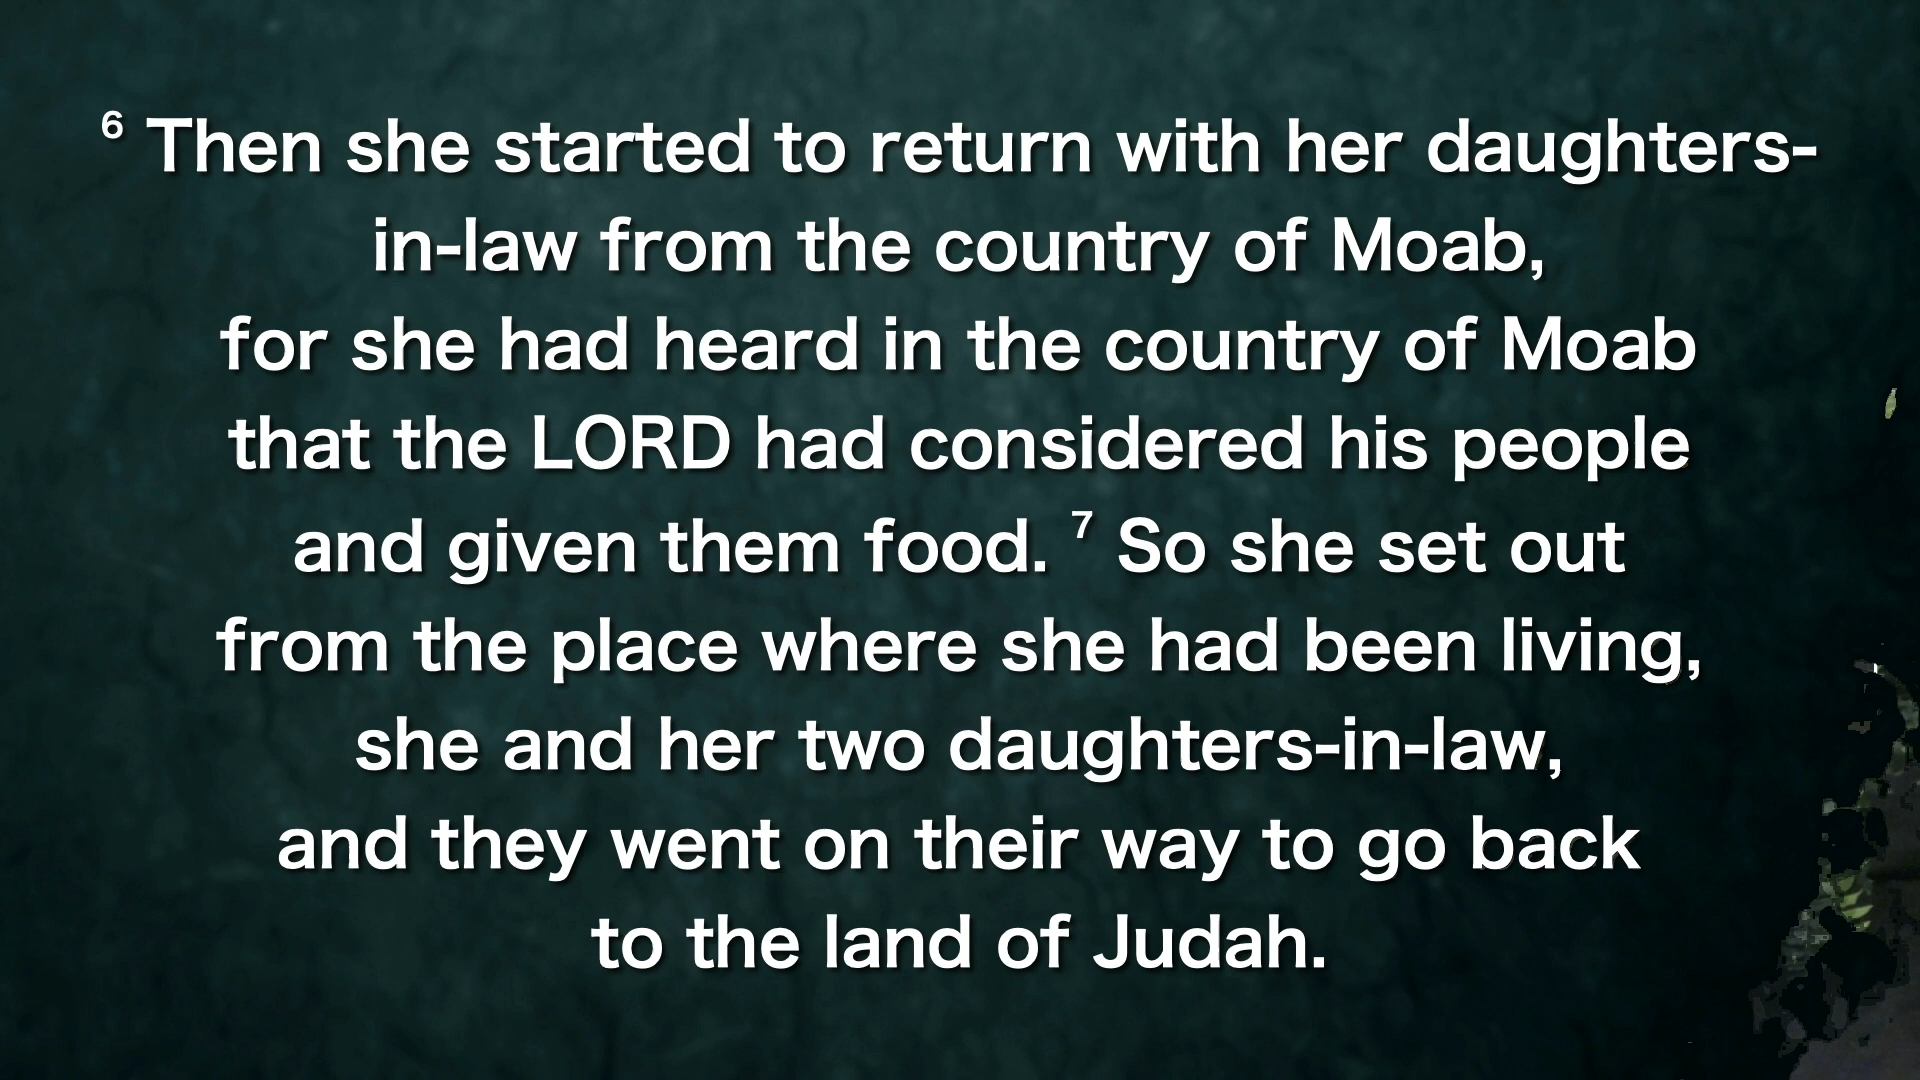 6 Then she started to return with her daughters-
in-law from the country of Moab,
for she had heard in the country of Moab
that the LORD had considered his people
and given them food. 7 So she set out
from the place where she had been living,
she and her two daughters-in-law,
and they went on their way to go back
to the land of Judah.